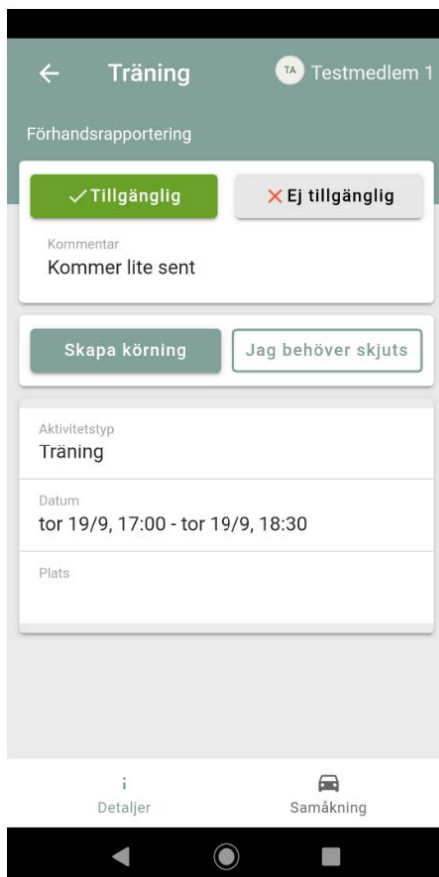 Träning
TA Testmedlem 1
Förhandsrapportering
Tillgänglig
Ej tillgänglig
Kommentar
Kommer lite sent
Skapa körning
Jag behöver skjuts
Aktivitetstyp
Träning
Datum
tor 19/9, 17:00 - tor 19/9, 18:30
Plats
Detaljer
Samåkning